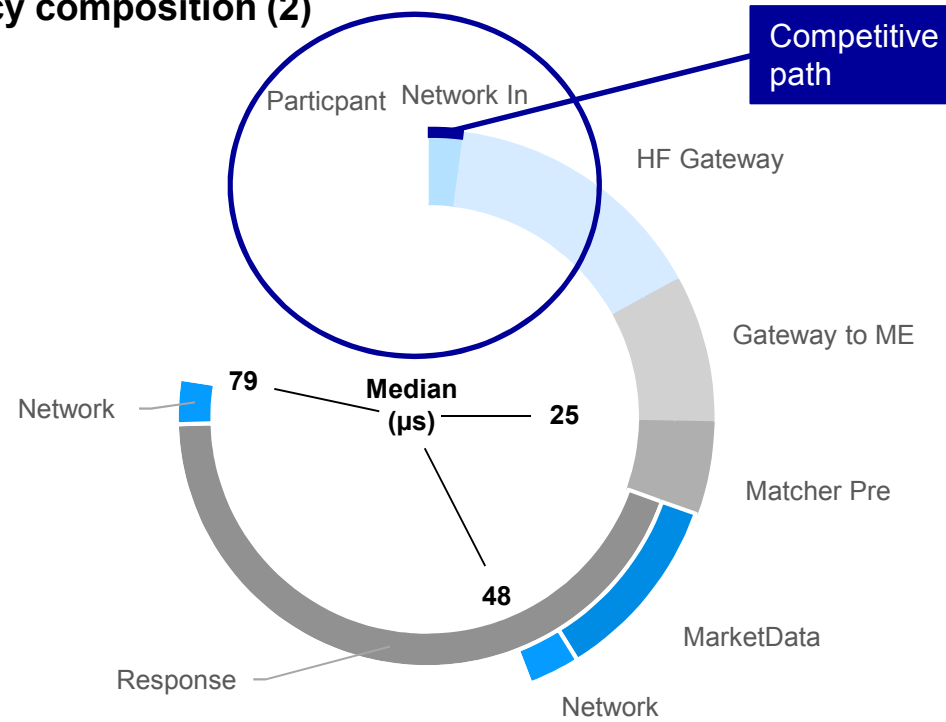 cy composition (2)
Competitive
path
Particpant
Network In
HF Gateway
Gateway to ME
79
Median
(µs)
25
Network
Matcher Pre
48
MarketData
Response
Network